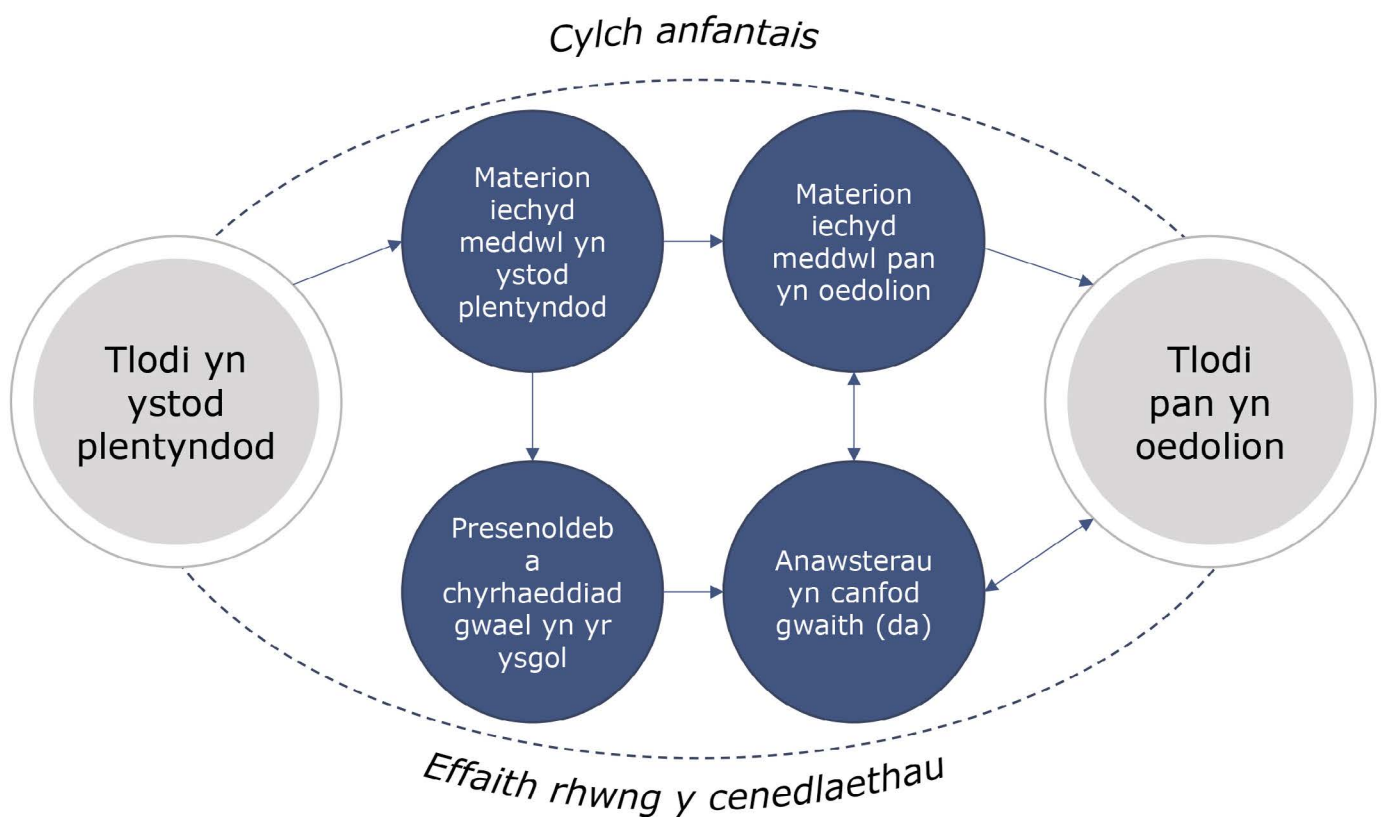 Cylch anfantais
Materion
iechyd
meddwl yn
ystod
plentyndod
Materion
iechyd
meddwl pan
yn oedolion
Tlodi yn
ystod
plentyndod
Tlodi
pan yn
oedolion
Presenoldeb
a
chyrhaeddiad
gwael yn yr
ysgol
Anawsterau
yn canfod
gwaith (da)
Effaith rhwng y cenedlaethau